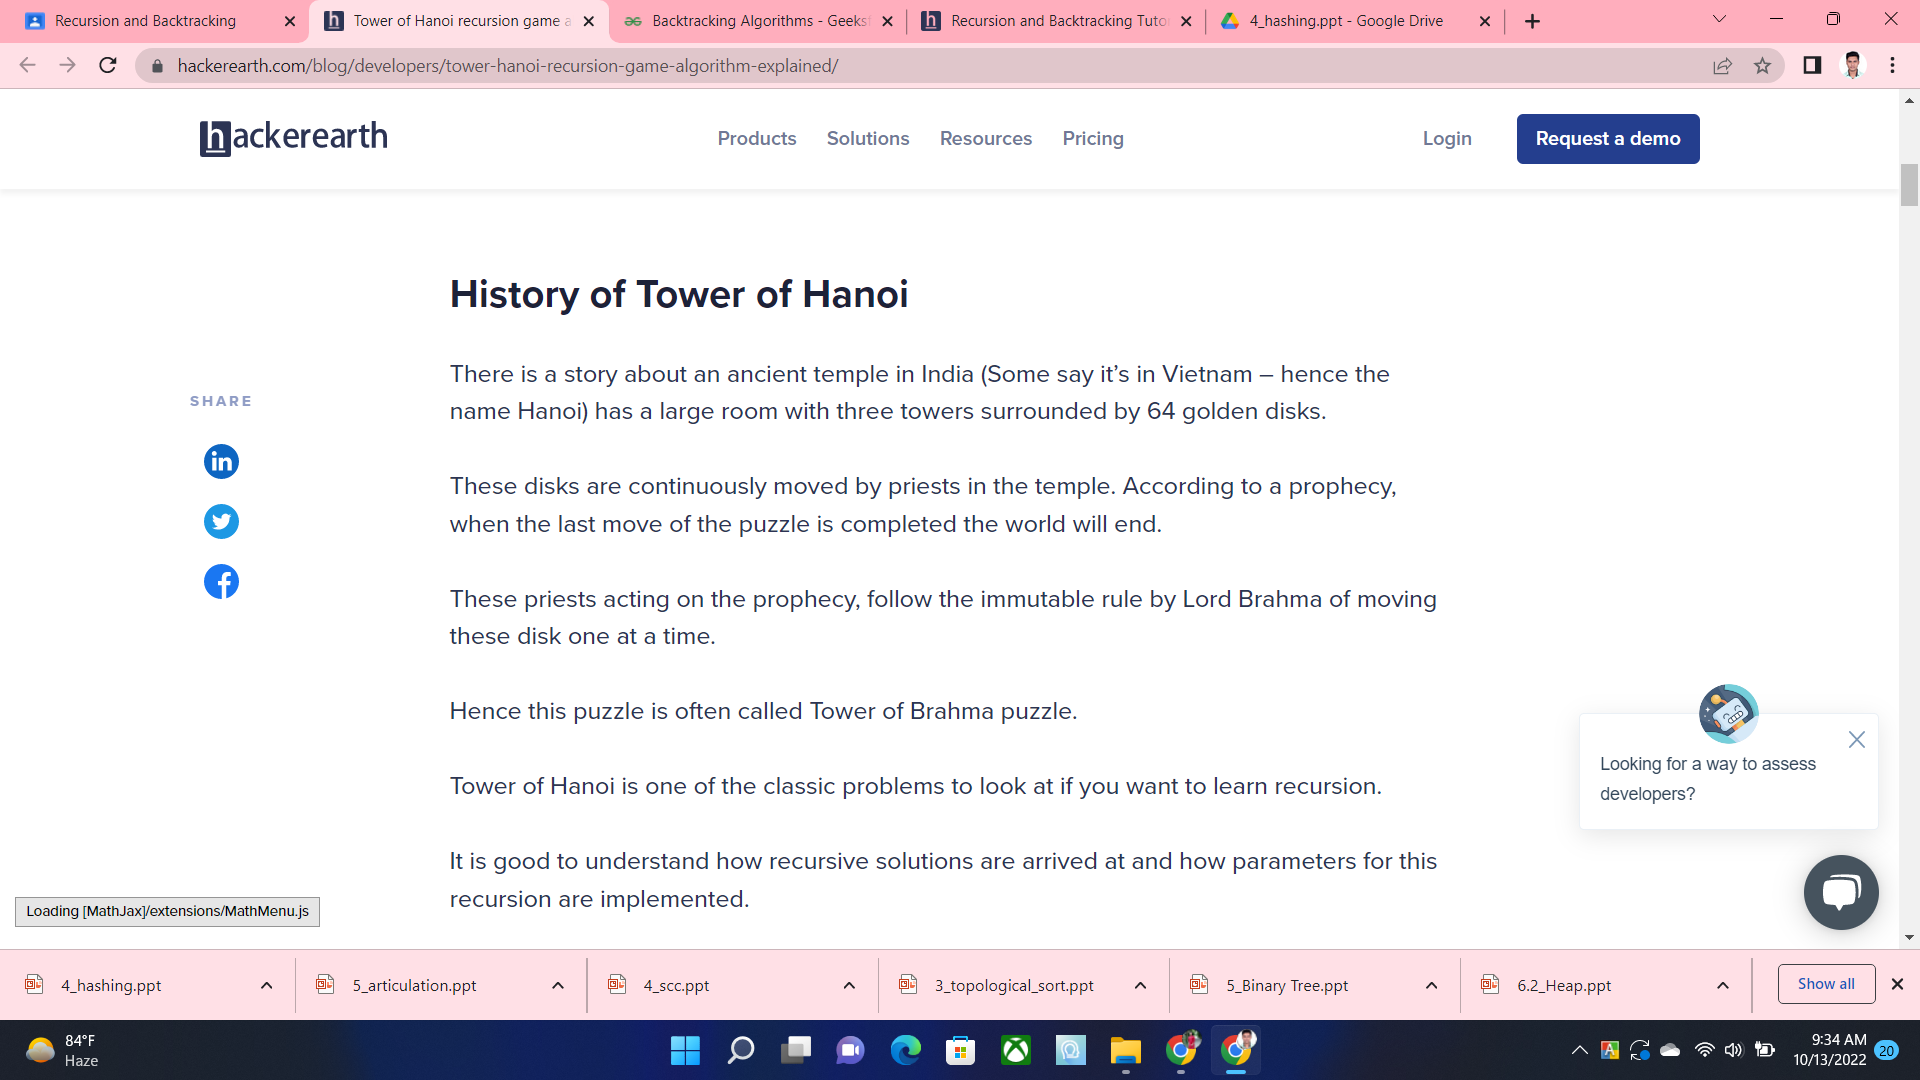 Recursion and Backtracking
Tower of Hanoi recursion game a
Backtracking Algorithms - Geeksf
Recursion and Backtracking Tuto
4_hashing.ppt - Google Drive
hackerearth.com/blog/developers/tower-hanoi-recursion-game-algorithm-explained/
hackerearth
Products Solutions Resources Pricing
Login
Request a demo
History of Tower of Hanoi
There is a story about an ancient temple in India (Some say it's in Vietnam – hence the
name Hanoi) has a large room with three towers surrounded by 64 golden disks.
SHARE
in
These disks are continuously moved by priests in the temple. According to a prophecy,
when the last move of the puzzle is completed the world will end.
These priests acting on the prophecy, follow the immutable rule by Lord Brahma of moving
these disk one at a time.
Hence this puzzle is often called Tower of Brahma puzzle.
Tower of Hanoi is one of the classic problems to look at if you want to learn recursion.
Looking for a way to assess
developers?
It is good to understand how recursive solutions are arrived at and how parameters for this
recursion are implemented.
Loading [MathJax]/extensions/MathMenu.js
4_hashing.ppt
5_articulation.ppt
4_scc.ppt
3_topological_sort.ppt
5_Binary Tree.ppt
6.2_Heap.ppt
Show all
84°F
Haze
9:34 AM
10/13/2022
20